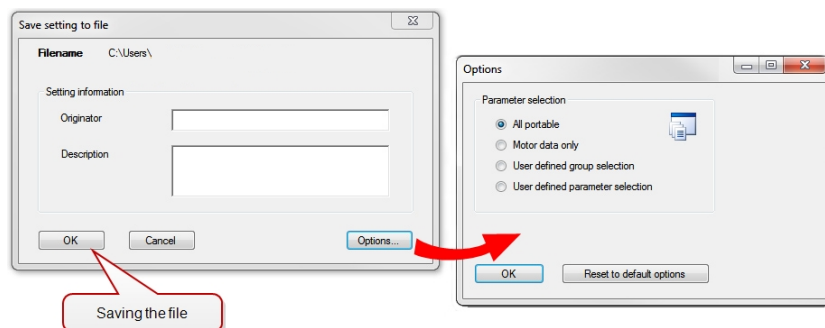 Save setting to file
Filename C:\Users\
Setting information
Originator
Description
OK Cancel Options...
Saving the file
Options
Parameter selection
All portable
Motor data only
User defined group selection
User defined parameter selection
OK Reset to default options